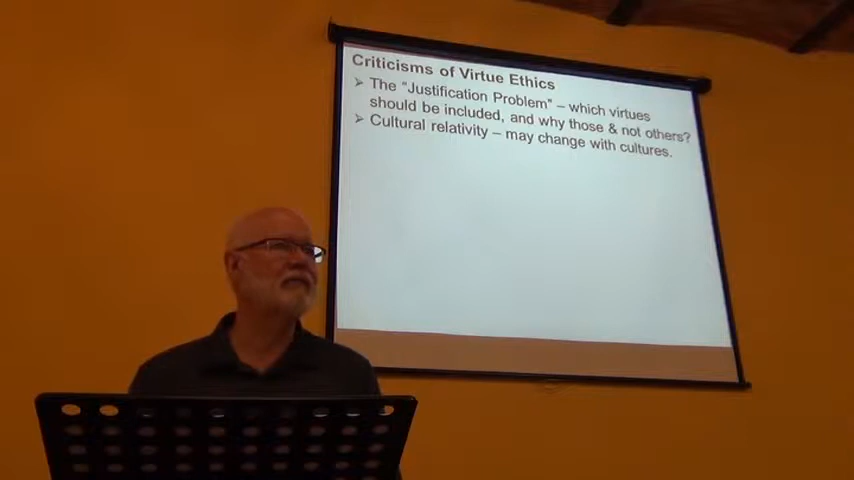 Criticisms of Virtue Ethics
➢ The "Justification Problem" – which virtues
should be included, and why those & not others?
➢ Cultural relativity – may change with cultures.